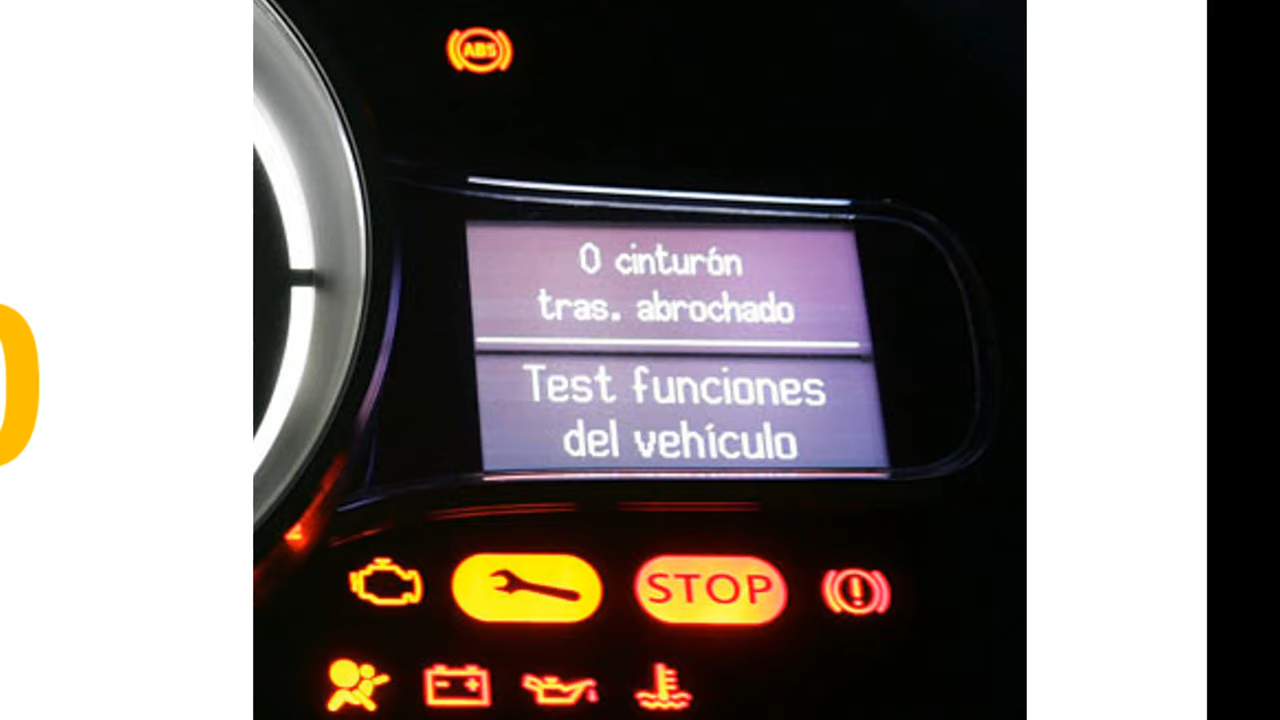 ABS
0 cinturón
tras. abrochado
Test funciones
del vehículo
STOP